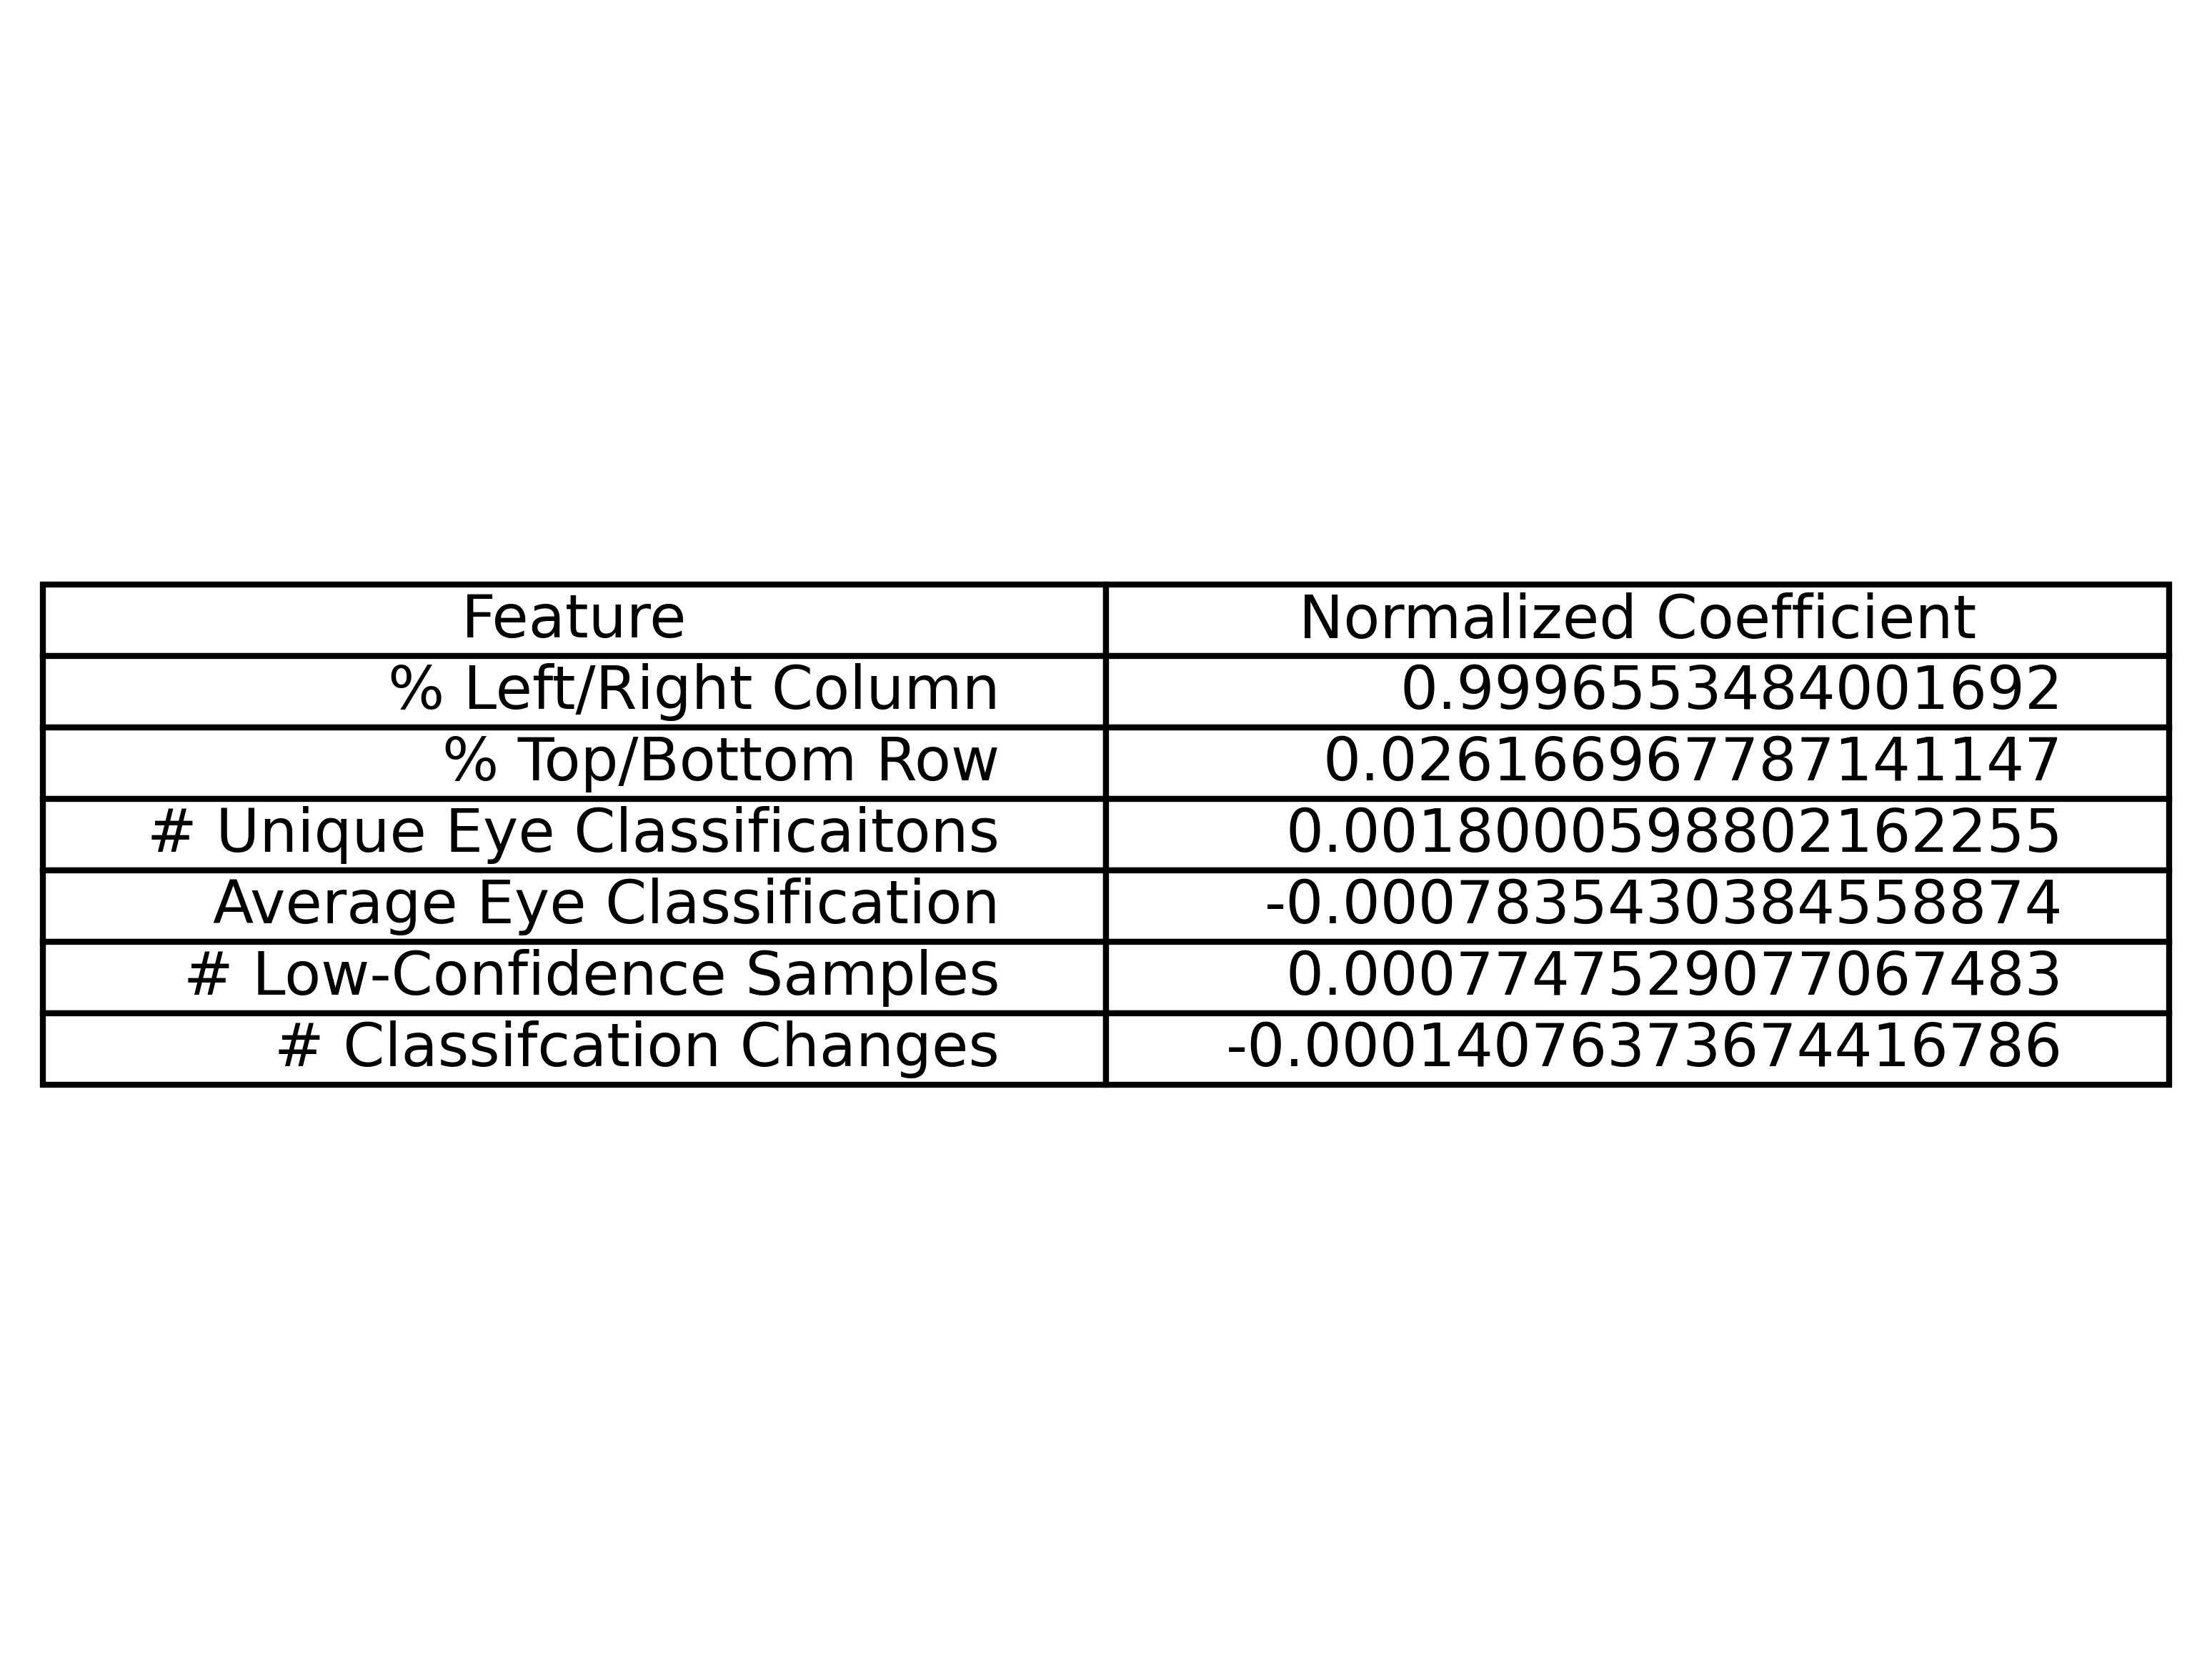 Feature Normalized Coefficient
% Left/Right Column 0.9996553484001692
% Top/Bottom Row 0.026166967787141147
# Unique Eye Classificaitons 0.0018000598802162255
Average Eye Classification -0.0007835430384558874
# Low-Confidence Samples 0.0007747529077067483
# Classifcation Changes -0.00014076373674416786